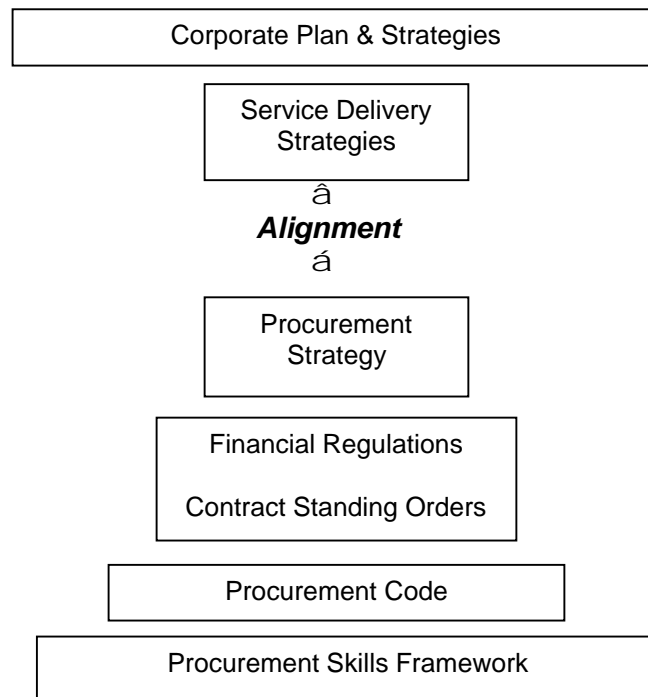 Corporate Plan & Strategies
Service Delivery
Strategies
â
Alignment
á
Procurement
Strategy
Financial Regulations
Contract Standing Orders
Procurement Code
Procurement Skills Framework